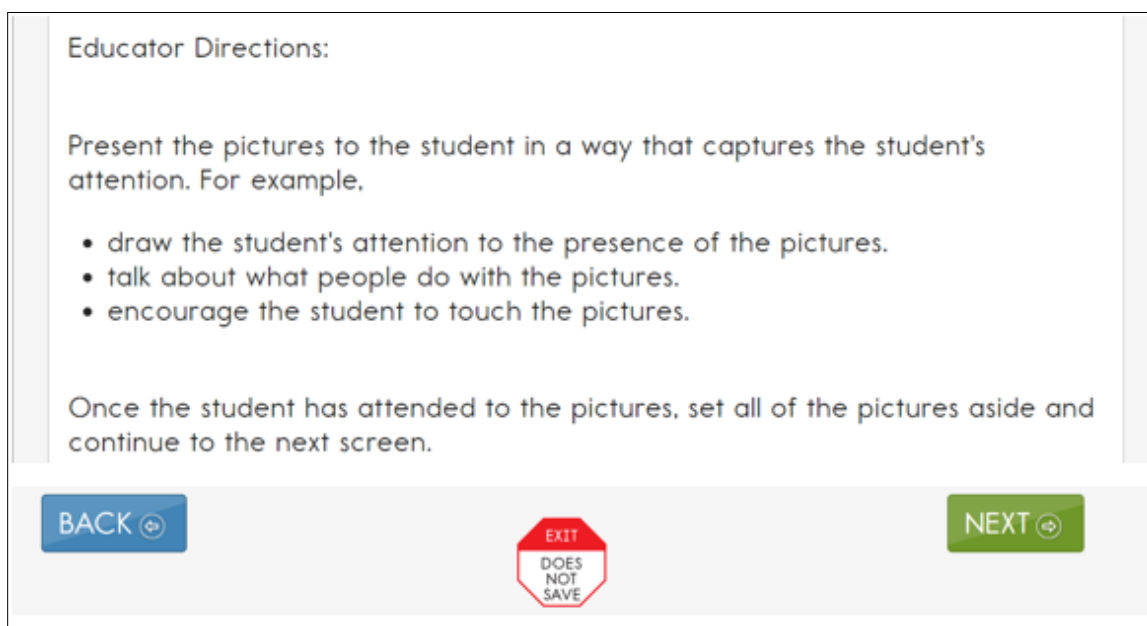 Educator Directions:
Present the pictures to the student in a way that captures the student's
attention. For example,
• draw the student's attention to the presence of the pictures.
• talk about what people do with the pictures.
• encourage the student to touch the pictures.
Once the student has attended to the pictures, set all of the pictures aside and
continue to the next screen.
BACK
NEXT
EXIT
DOES
NOT
SAVE